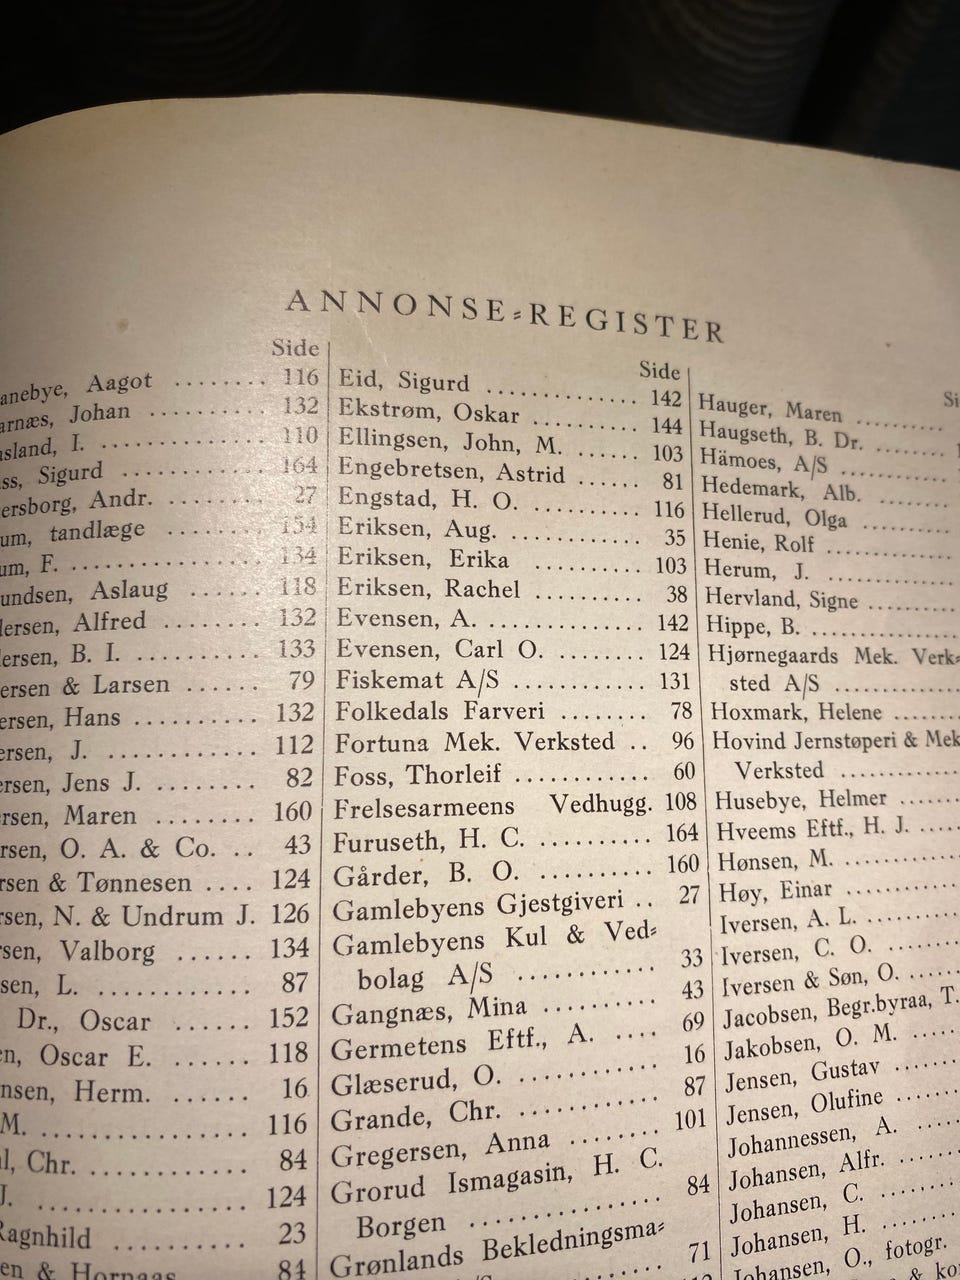 ANNONSE-REGISTER
Side
anebye, Aagot ........ 116
arnæs, Johan .......... 132
asland, I. .............. 110
ss, Sigurd ............ 164
ersborg, Andr. ........ 27
um, tandlæge ........ 154
um, F. ................ 134
undsen, Aslaug ...... 118
lersen, Alfred ........ 132
ersen, B. I. ........... 133
ersen & Larsen ...... 79
ersen, Hans .......... 132
ersen, J. ............ 112
ersen, Jens J. ........ 82
rsen, Maren ........ 160
rsen, O. A. & Co. .. 43
rsen & Tønnesen .... 124
rsen, N. & Undrum J. 126
sen, Valborg ...... 134
sen, L. ............ 87
Dr., Oscar ...... 152
en, Oscar E. ...... 118
nsen, Herm. ...... 16
M. ................ 116
l, Chr. ............. 84
J. .................. 124
Ragnhild .......... 23
en & Hornaas ...... 84
Side
Eid, Sigurd .............. 142
Ekstrøm, Oskar .......... 144
Ellingsen, John, M. ...... 103
Engebretsen, Astrid ...... 81
Engstad, H. O. .......... 116
Eriksen, Aug. ............ 35
Eriksen, Erika .......... 103
Eriksen, Rachel .......... 38
Evensen, A. .............. 142
Evensen, Carl O. ........ 124
Fiskemat A/S ............ 131
Folkedals Farveri ........ 78
Fortuna Mek. Verksted .. 96
Foss, Thorleif ............ 60
Frelsesarmeens Vedhugg. 108
Furuseth, H. C. .......... 164
Gårder, B. O. ............ 160
Gamlebyens Gjestgiveri .. 27
Gamlebyens Kul & Ved-
bolag A/S ............ 33
Gangnæs, Mina .......... 43
Germetens Eftf., A. .... 69
Glæserud, O. ............ 16
Grande, Chr. ............ 87
Gregersen, Anna ........ 101
Grorud Ismagasin, H. C.
Borgen ................ 84
Grønlands Bekledningsma-
71
Si
Hauger, Maren ..........
Haugseth, B. Dr. ........
Hämoes, A/S ............
Hedemark, Alb. ..........
Hellerud, Olga ..........
Henie, Rolf ..............
Herum, J. ..............
Hervland, Signe ..........
Hippe, B. ................
Hjørnegaards Mek. Verk-
sted A/S ..............
Hoxmark, Helene ........
Hovind Jernstøperi & Mek
Verksted ..............
Husebye, Helmer ........
Hveems Eftf., H. J. ......
Hønsen, M. ..............
Høy, Einar ..............
Iversen, A. L. ............
Iversen, C. O. ............
Iversen & Søn, O. ........
Jacobsen, Begr.byraa, T.
Jakobsen, O. M. ........
Jensen, Gustav ..........
Jensen, Olufine ..........
Johannessen, A. ..........
Johansen, Alfr. ..........
Johansen, C. ............
Johansen, H. ............
Johansen, O., fotogr.
& ko